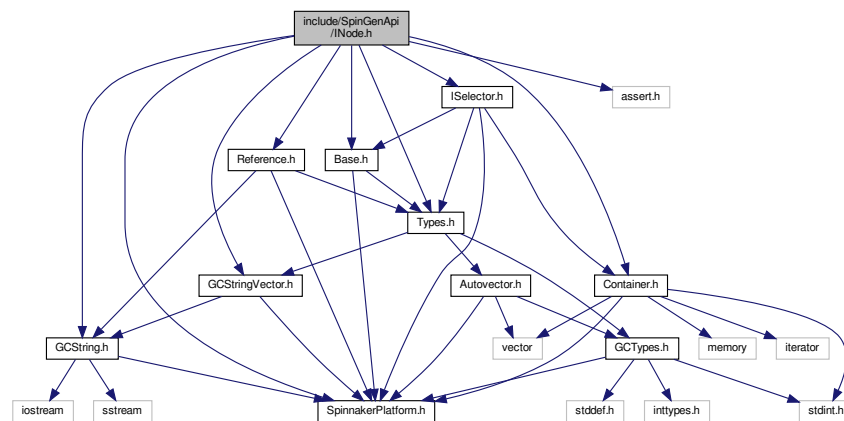 include/SpinGenApi
/INode.h
ISelector.h
assert.h
Reference.h
Base.h
Types.h
GCStringVector.h
Autovector.h
Container.h
GCString.h
vector
GCTypes.h
memory
iterator
iostream
sstream
SpinnakerPlatform.h
stddef.h
inttypes.h
stdint.h